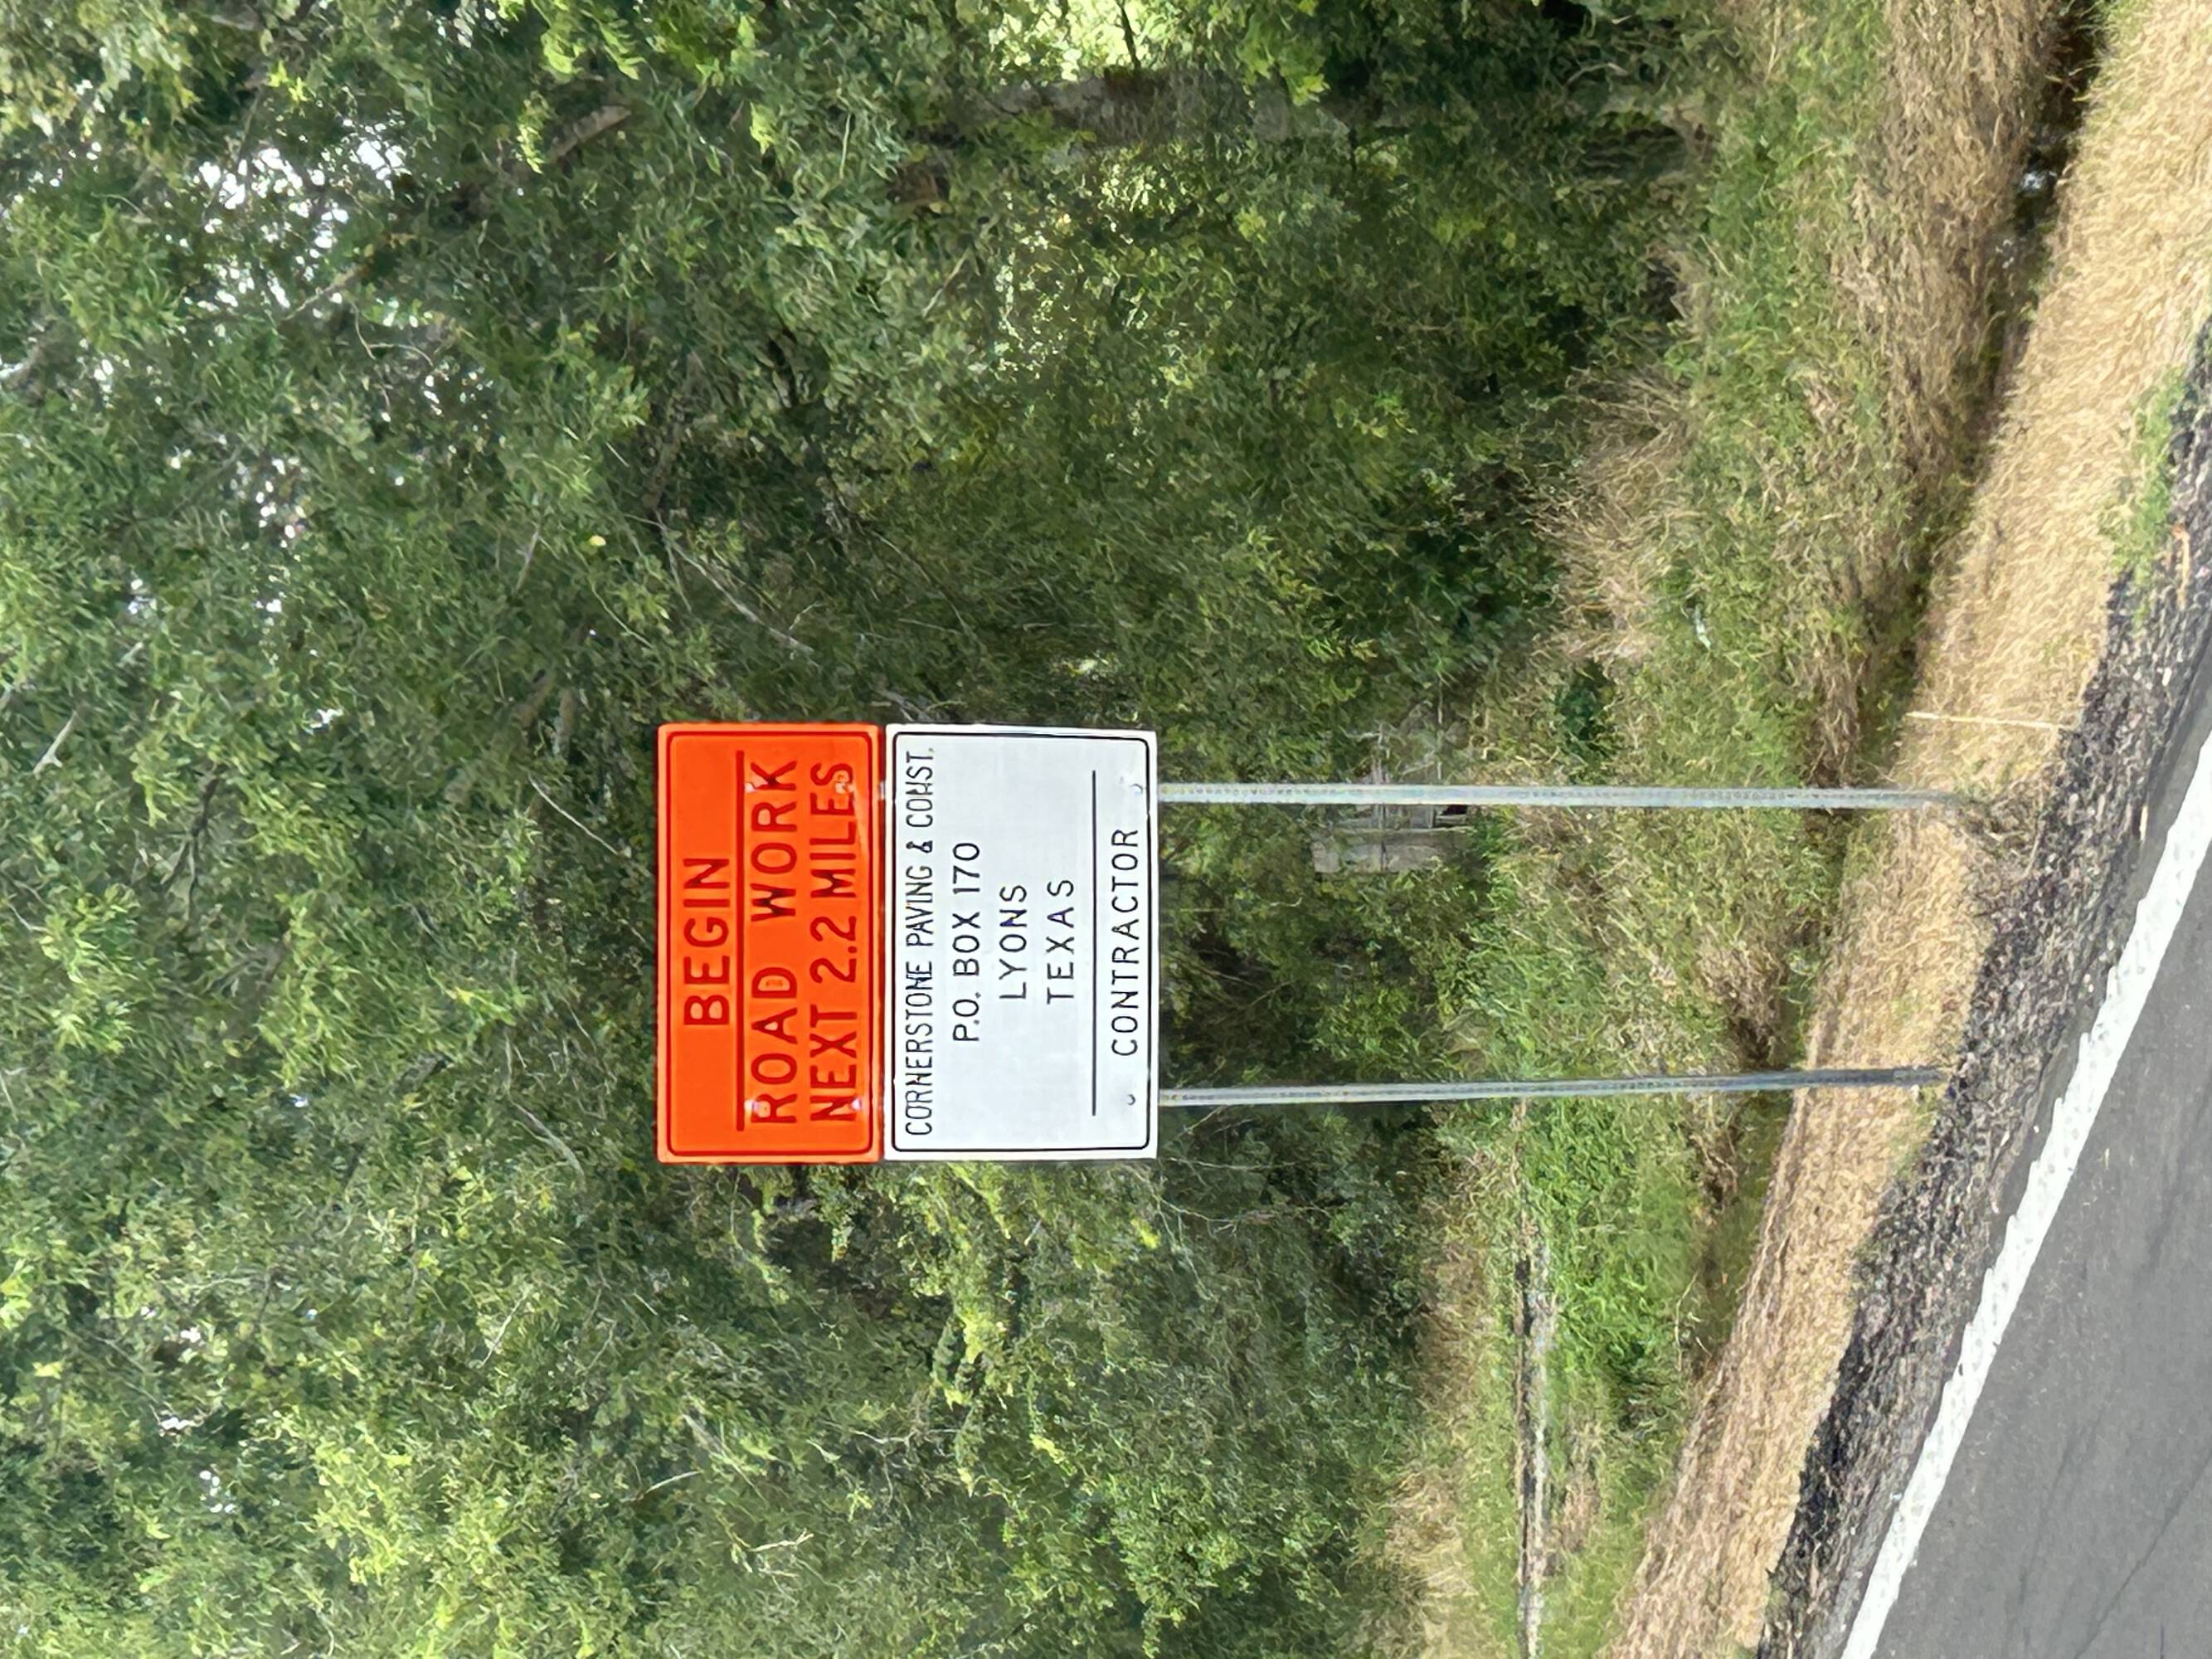 BEGIN
ROAD WORK
NEXT 2.2 MILES
CORNERSTONE PAVING & CONST.
P.O. BOX 170
LYONS
TEXAS
CONTRACTOR